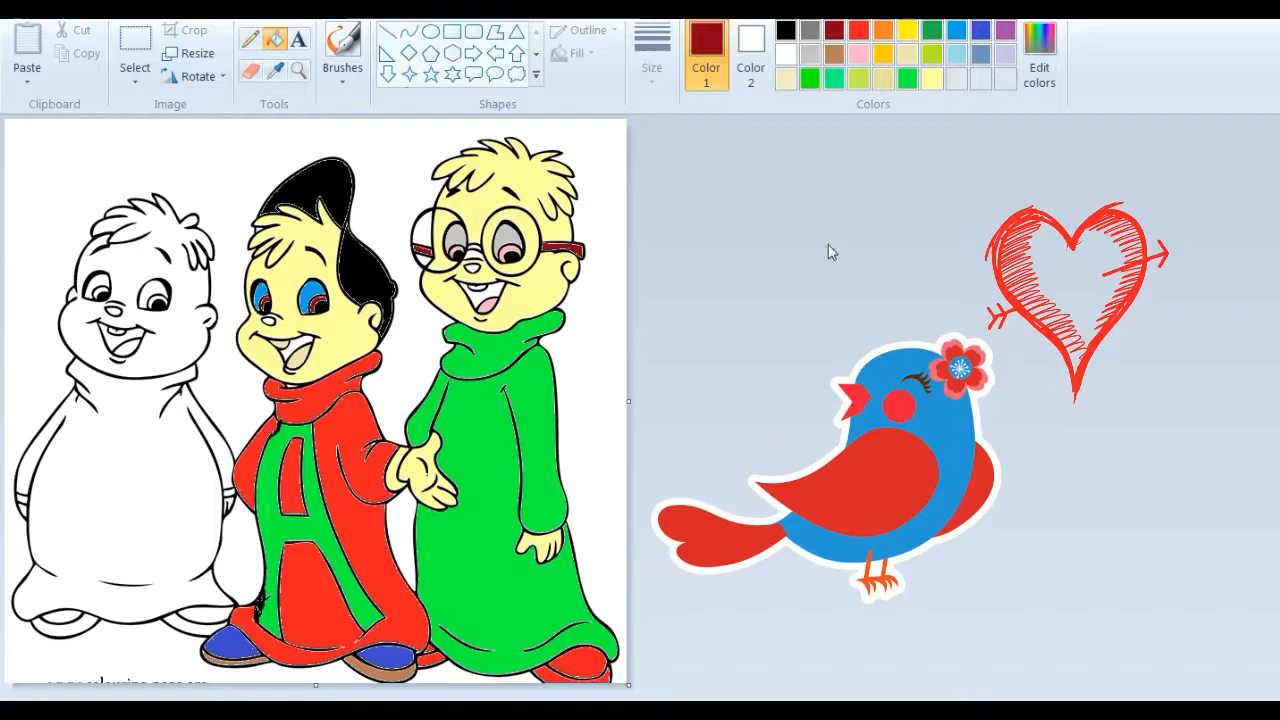 Cut
Crop
Outline
Copy
Resize
Fill
Paste
Select
Rotate
A
Brushes
Size
Color
1
Color
2
Edit
colors
Clipboard
Image
Tools
Shapes
Colors
A